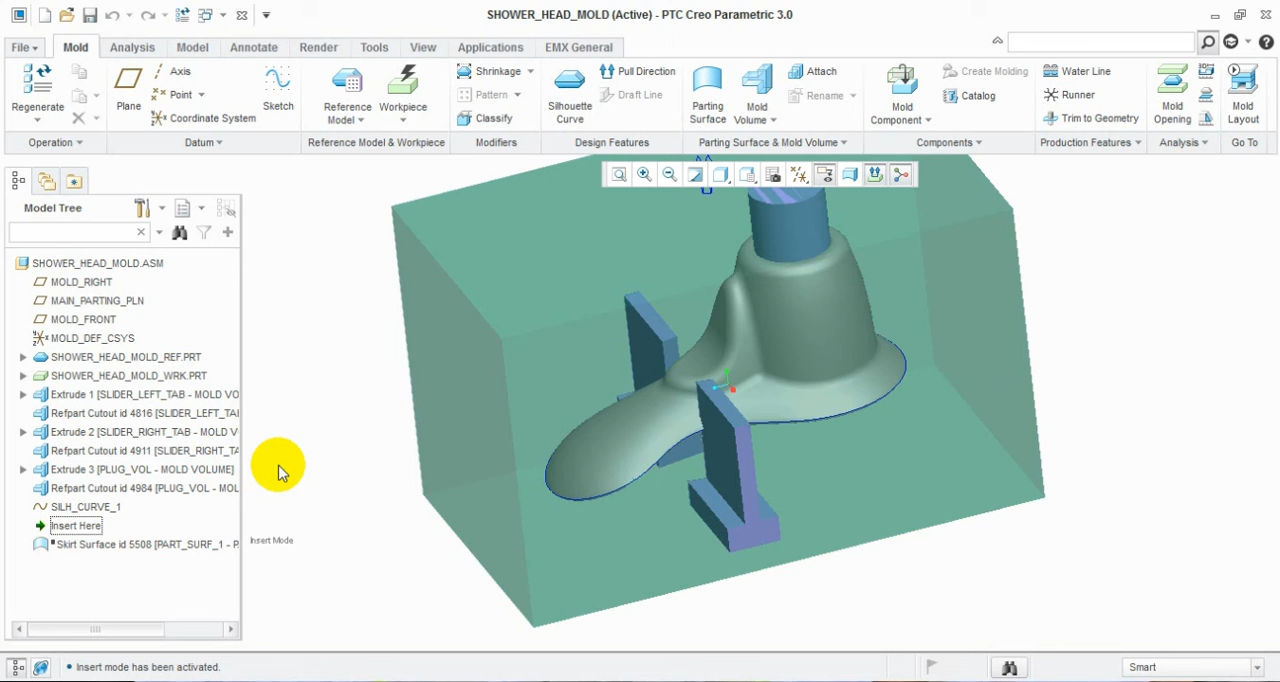 SHOWER_HEAD_MOLD (Active) - PTC Creo Parametric 3.0
File Mold Analysis Model Annotate Render Tools View Applications EMX General
Regenerate
Operation
Plane
Axis
Point
Coordinate System
Sketch
Datum
Reference Model
Workpiece
Reference Model & Workpiece
Shrinkage
Pattern
Classify
Modifiers
Silhouette Curve
Pull Direction
Draft Line
Design Features
Parting Surface
Mold Volume
Attach
Rename
Parting Surface & Mold Volume
Mold Component
Create Molding
Catalog
Components
Water Line
Runner
Trim to Geometry
Production Features
Mold Opening
Analysis
Mold Layout
Go To
Model Tree
SHOWER_HEAD_MOLD.ASM
MOLD_RIGHT
MAIN_PARTING_PLN
MOLD_FRONT
MOLD_DEF_CSYS
SHOWER_HEAD_MOLD_REF.PRT
SHOWER_HEAD_MOLD_WRK.PRT
Extrude 1 [SLIDER_LEFT_TAB - MOLD VO
Refpart Cutout id 4816 [SLIDER_LEFT_TA
Extrude 2 [SLIDER_RIGHT_TAB - MOLD V
Refpart Cutout id 4911 [SLIDER_RIGHT_TA
Extrude 3 [PLUG_VOL - MOLD VOLUME]
Refpart Cutout id 4984 [PLUG_VOL - MOL
SILH_CURVE_1
Insert Here
Insert Mode
Skirt Surface id 5508 [PART_SURF_1 - P
Insert mode has been activated.
Smart